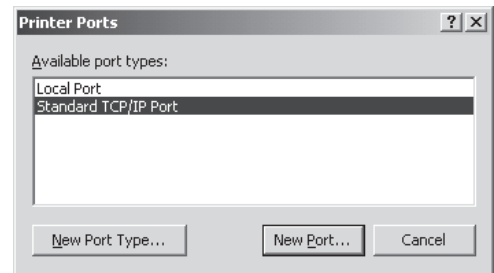 Printer Ports
Available port types:
Local Port
Standard TCP/IP Port
New Port Type... New Port... Cancel